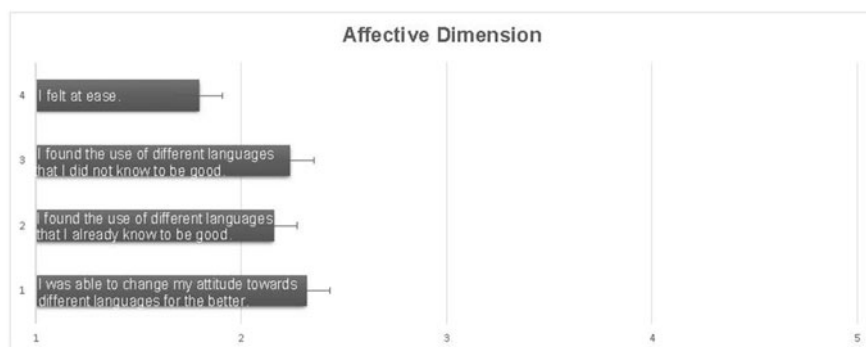 Affective Dimension
4
I felt at ease.
3
I found the use of different languages
that I did not know to be good.
2
I found the use of different languages
that I already know to be good.
1
I was able to change my attitude towards
different languages for the better.
1 2 3 4 5